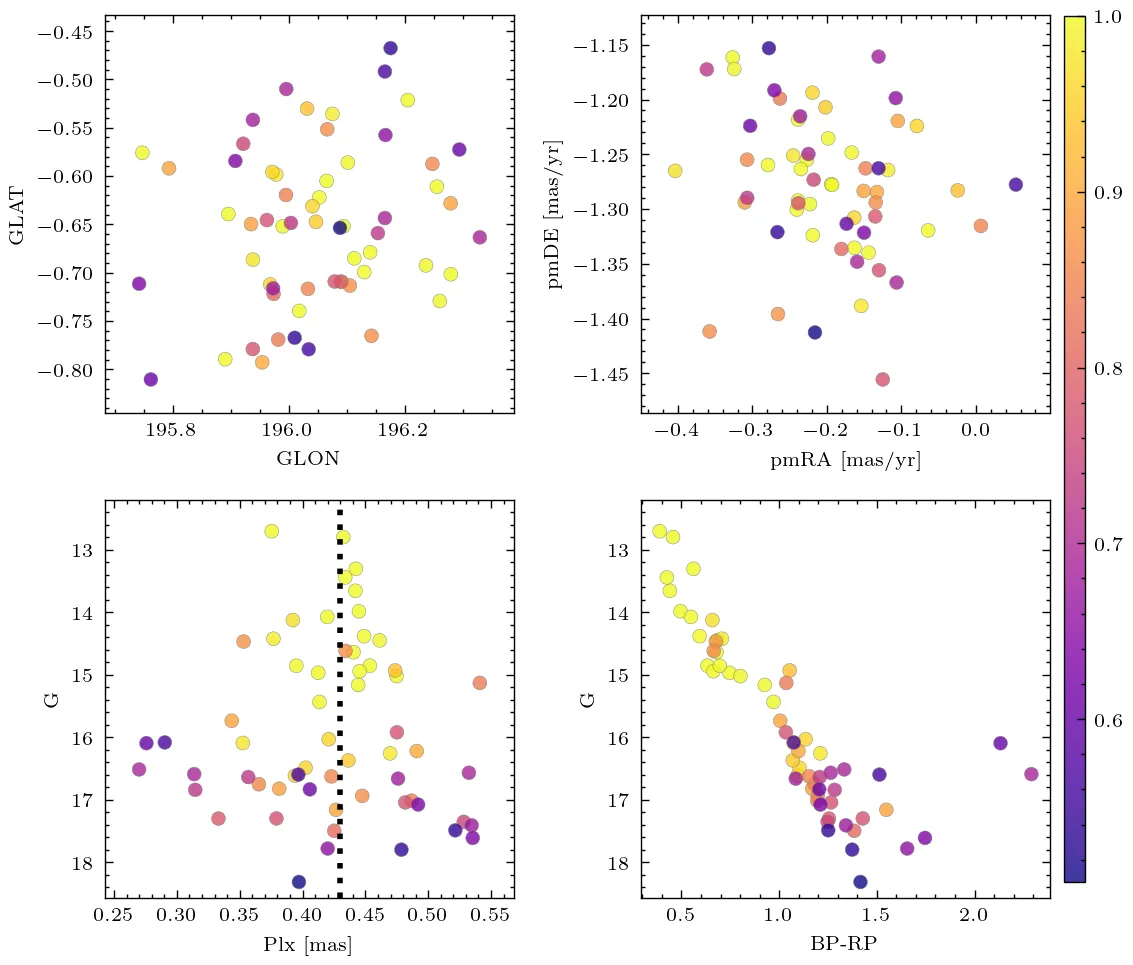 −0.45
−0.50
−0.55
−0.60
−0.65
−0.70
−0.75
−0.80
GLAT
195.8 196.0 196.2
GLON
−1.15
−1.20
−1.25
−1.30
−1.35
−1.40
−1.45
pmDE [mas/yr]
−0.4 −0.3 −0.2 −0.1 0.0
pmRA [mas/yr]
1.0
0.9
0.8
0.7
0.6
13
14
15
16
17
18
G
0.25 0.30 0.35 0.40 0.45 0.50 0.55
Plx [mas]
13
14
15
16
17
18
G
0.5 1.0 1.5 2.0
BP-RP